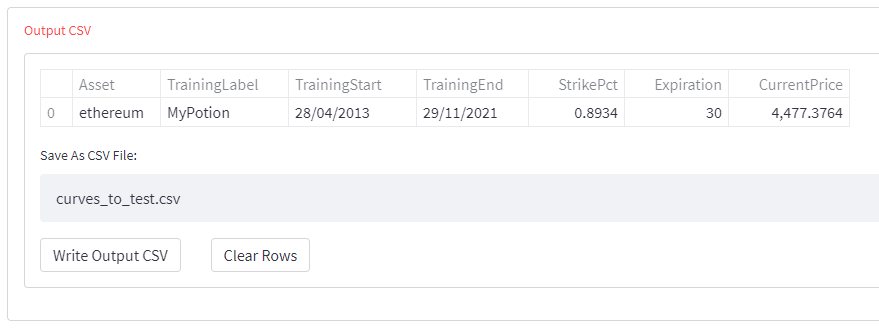 Output CSV
Asset TrainingLabel TrainingStart TrainingEnd StrikePct Expiration CurrentPrice
0 ethereum MyPotion 28/04/2013 29/11/2021 0.8934 30 4,477.3764
Save As CSV File:
curves_to_test.csv
Write Output CSV Clear Rows